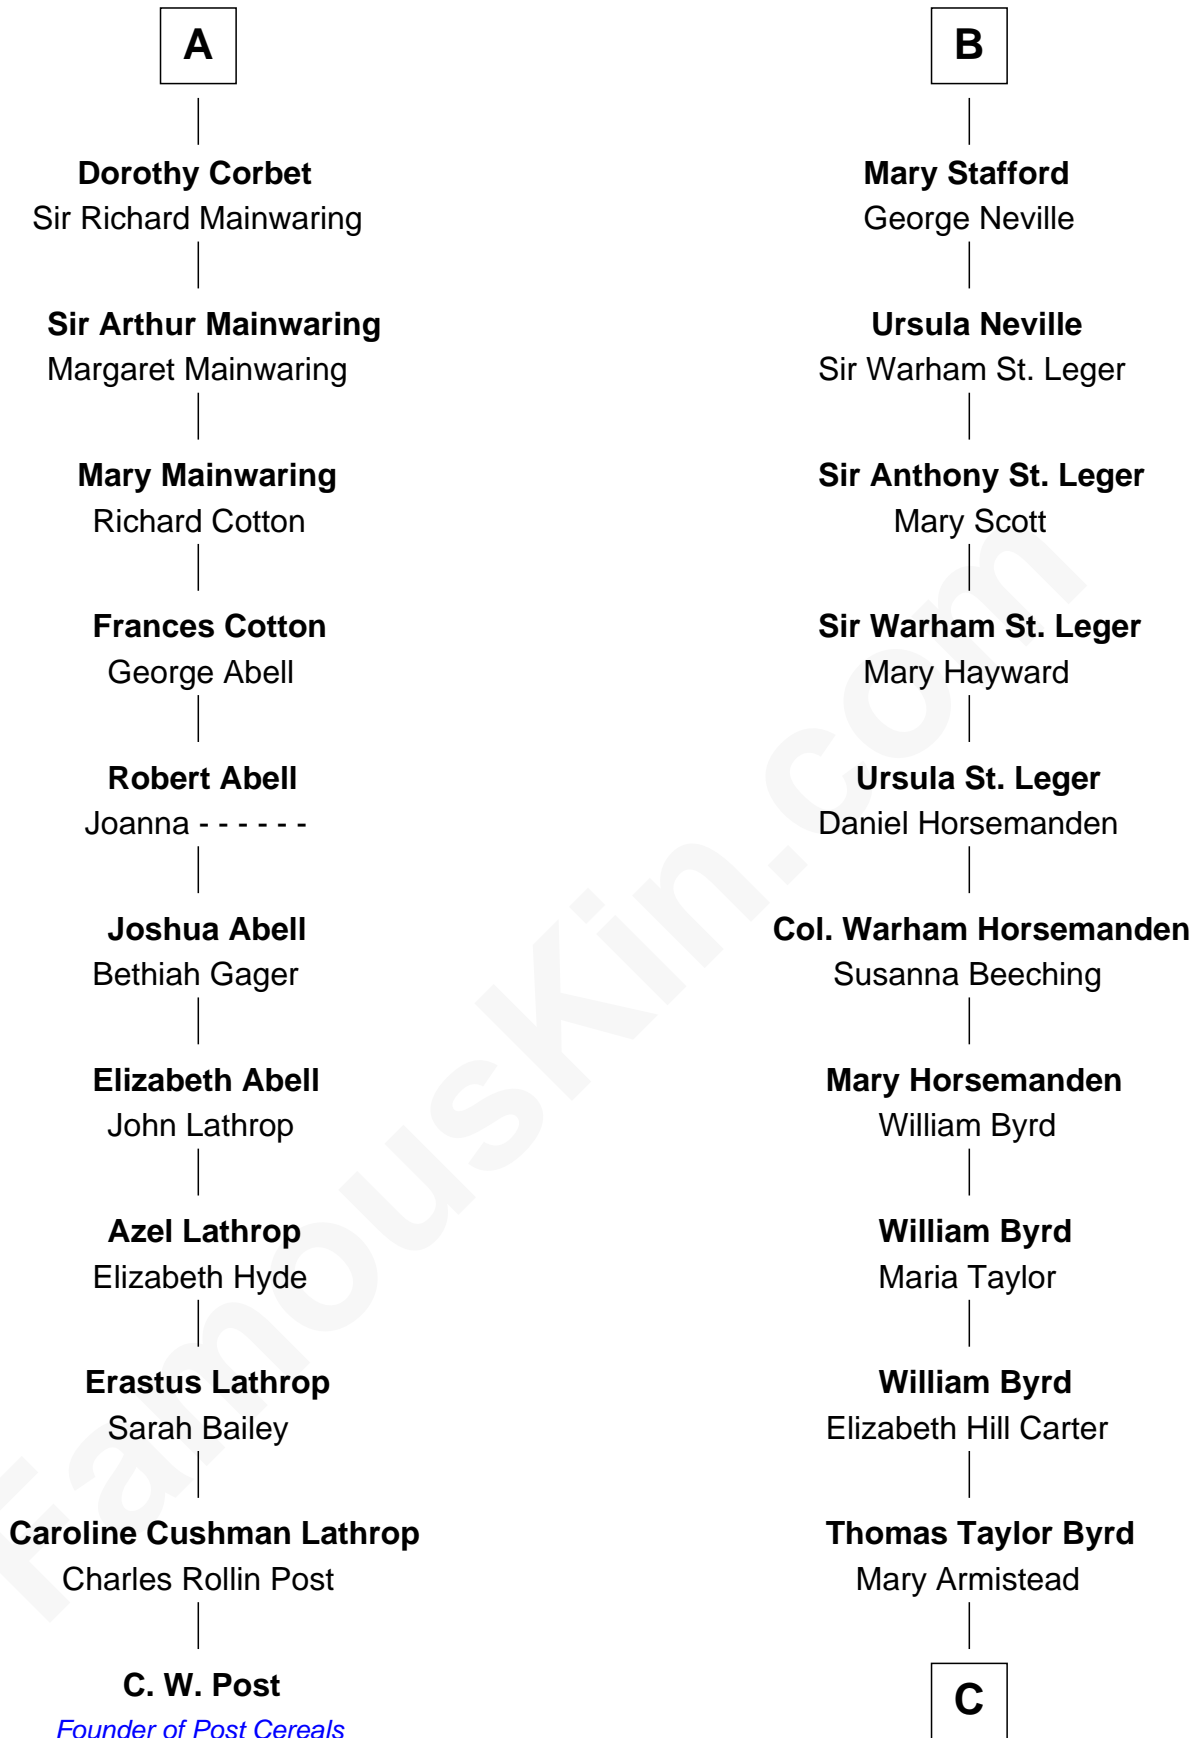 A
Dorothy Corbet
Sir Richard Mainwaring
Sir Arthur Mainwaring
Margaret Mainwaring
Mary Mainwaring
Richard Cotton
Frances Cotton
George Abell
Robert Abell
Joanna - - - - - -
Joshua Abell
Bethiah Gager
Elizabeth Abell
John Lathrop
Azel Lathrop
Elizabeth Hyde
Erastus Lathrop
Sarah Bailey
Caroline Cushman Lathrop
Charles Rollin Post
C. W. Post
Founder of Post Cereals
B
Mary Stafford
George Neville
Ursula Neville
Sir Warham St. Leger
Sir Anthony St. Leger
Mary Scott
Sir Warham St. Leger
Mary Hayward
Ursula St. Leger
Daniel Horsemanden
Col. Warham Horsemanden
Susanna Beeching
Mary Horsemanden
William Byrd
William Byrd
Maria Taylor
William Byrd
Elizabeth Hill Carter
Thomas Taylor Byrd
Mary Armistead
C
FamousKin.com